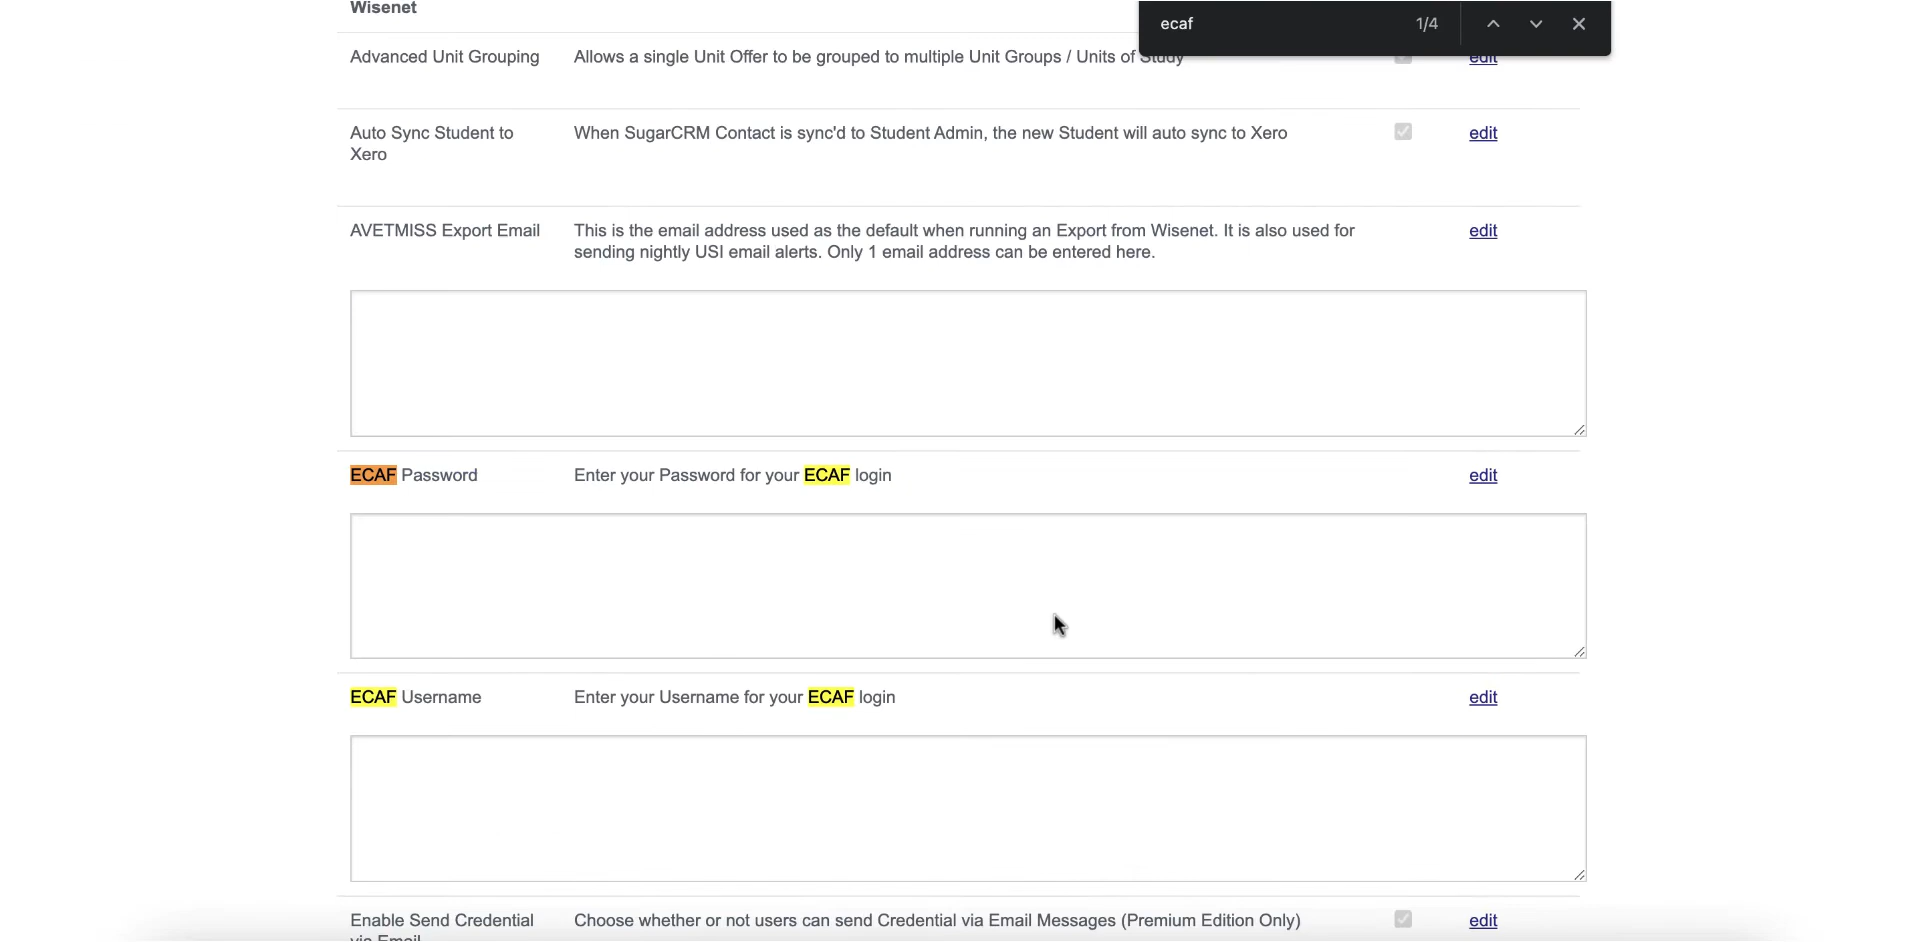 Wisenet
ecaf 1/4
Advanced Unit Grouping Allows a single Unit Offer to be grouped to multiple Unit Groups / Units of Study edit
Auto Sync Student to When SugarCRM Contact is sync'd to Student Admin, the new Student will auto sync to Xero edit
Xero
AVETMISS Export Email This is the email address used as the default when running an Export from Wisenet. It is also used for edit
sending nightly USI email alerts. Only 1 email address can be entered here.
ECAF Password Enter your Password for your ECAF login edit
ECAF Username Enter your Username for your ECAF login edit
Enable Send Credential Choose whether or not users can send Credential via Email Messages (Premium Edition Only) edit
via Email